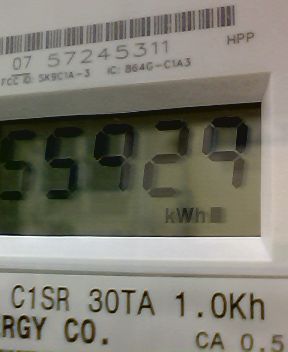 07 57245311
HPP
FCC ID: SK9C1A-3 IC: 864G-C1A3
55929
kWh
C1SR 30TA 1.0Kh
RGY CO.
CA 0.5